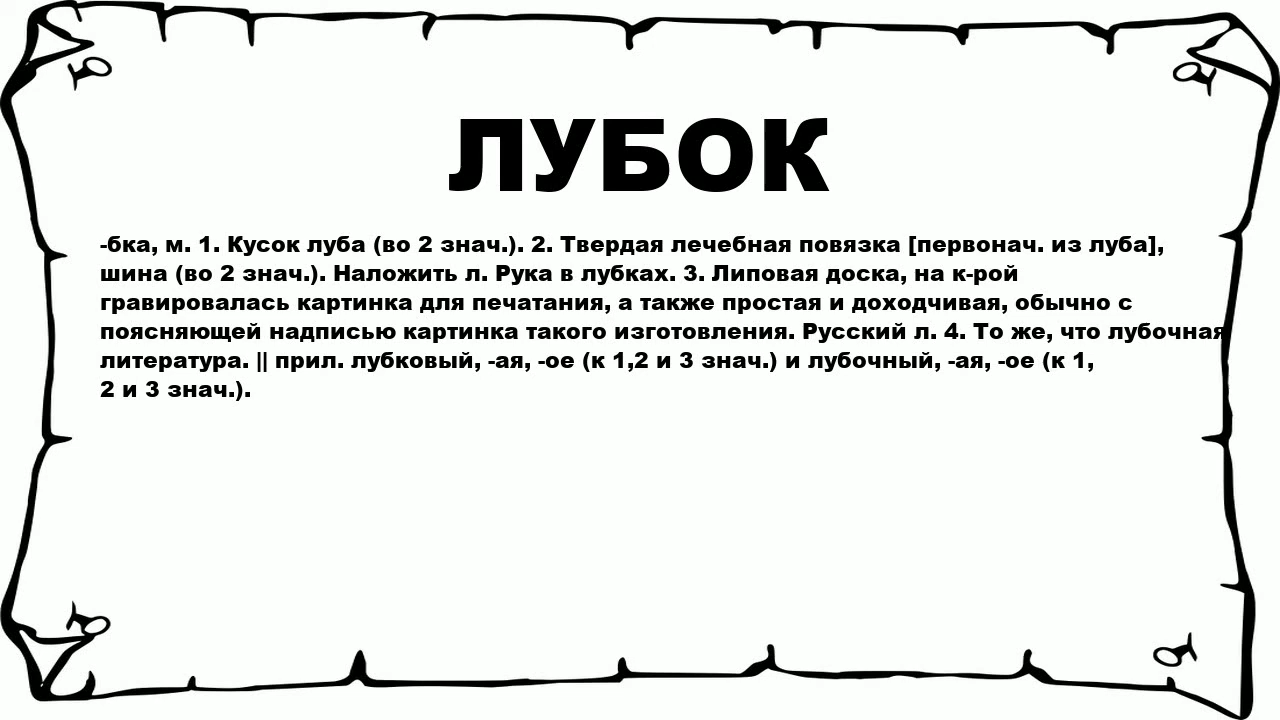 ЛУБОК
-бка, м. 1. Кусок луба (во 2 знач.). 2. Твердая лечебная повязка [первонач. из луба],
шина (во 2 знач.). Наложить л. Рука в лубках. 3. Липовая доска, на к-рой
гравировалась картинка для печатания, а также простая и доходчивая, обычно с
поясняющей надписью картинка такого изготовления. Русский л. 4. То же, что лубочная
литература. || прил. лубковый, -ая, -ое (к 1,2 и 3 знач.) и лубочный, -ая, -ое (к 1,
2 и 3 знач.).